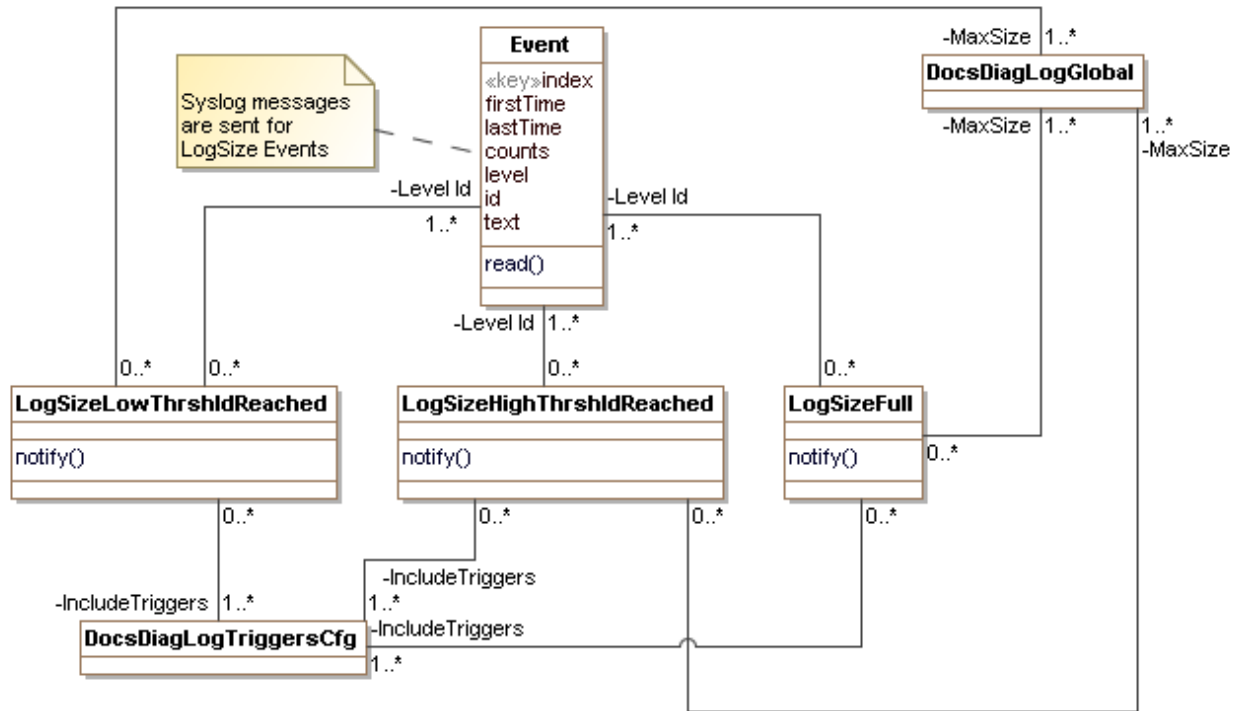 -MaxSize 1..*
Event
DocsDiagLogGlobal
«key»index
firstTime
lastTime
counts
level
id
text
read()
Syslog messages
are sent for
LogSize Events
-MaxSize 1..*
1..*
-MaxSize
-Level Id
1..*
-Level Id
1..*
-Level Id 1..*
0..*
0..*
0..*
0..*
LogSizeLowThrshldReached
notify()
LogSizeHighThrshldReached
notify()
LogSizeFull
notify()
0..*
0..*
0..*
0..*
0..*
-IncludeTriggers 1..*
-IncludeTriggers
1..*
-IncludeTriggers
1..*
DocsDiagLogTriggersCfg